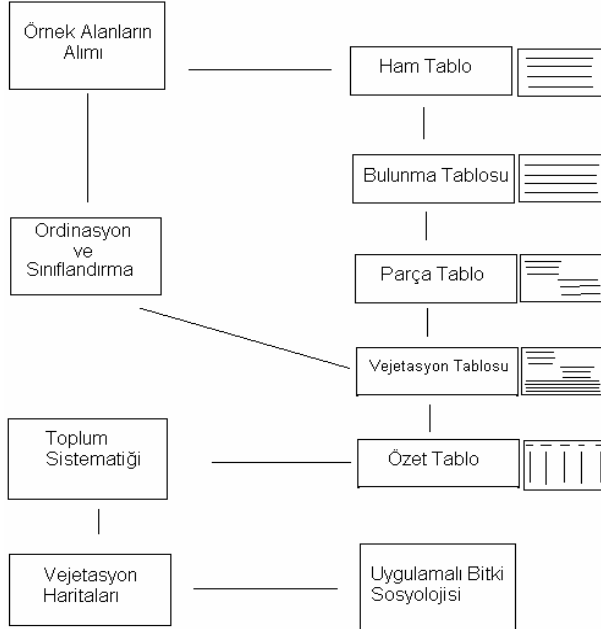 Örnek Alanların
Alımı
Ham Tablo
Bulunma Tablosu
Ordinasyon
ve
Sınıflandırma
Parça Tablo
Vejetasyon Tablosu
Toplum
Sistematiği
Özet Tablo
Vejetasyon
Haritaları
Uygulamalı Bitki
Sosyolojisi